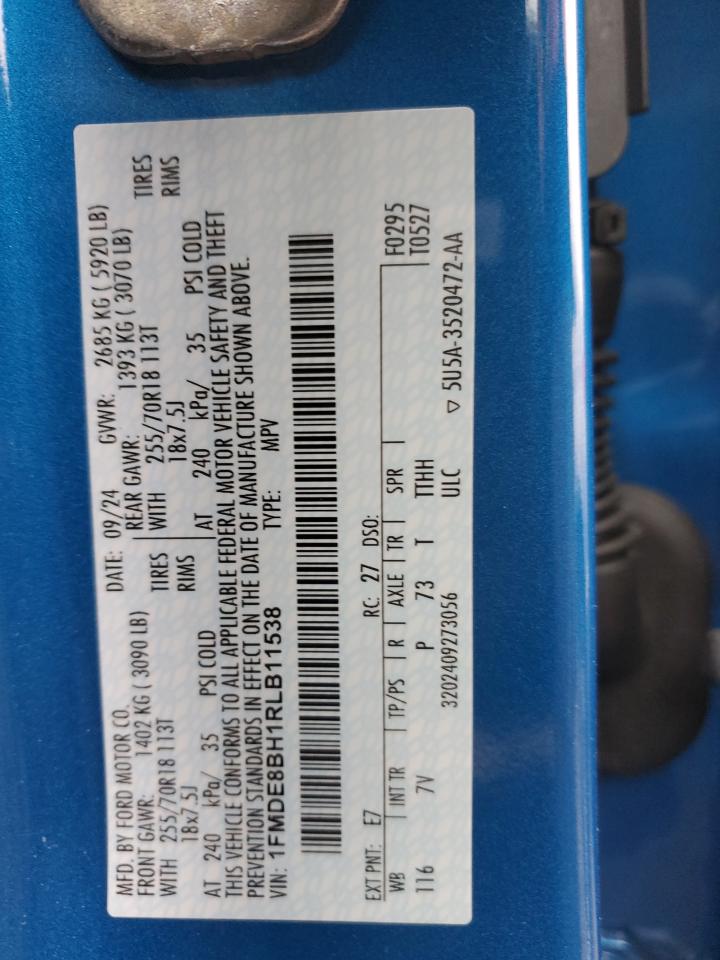 MFD. BY FORD MOTOR CO. DATE: 09/24 GVWR: 2685 KG ( 5920 LB)
FRONT GAWR: 1402 KG ( 3090 LB) REAR GAWR: 1393 KG ( 3070 LB)
WITH 255/70R18 113T TIRES WITH 255/70R18 113T TIRES
18x7.5J RIMS 18x7.5J RIMS
AT 240 kPa/ 35 PSI COLD AT 240 kPa/ 35 PSI COLD
THIS VEHICLE CONFORMS TO ALL APPLICABLE FEDERAL MOTOR VEHICLE SAFETY AND THEFT
PREVENTION STANDARDS IN EFFECT ON THE DATE OF MANUFACTURE SHOWN ABOVE.
VIN: 1FMDE8BH1RLB11538 TYPE: MPV
EXT PNT: E7 RC: 27 DSO:
WB INT TR TP/PS R AXLE TR SPR F0295
116 7V P 73 T TTHH T0527
3202409273056 ULC ▽ 5U5A-3520472-AA